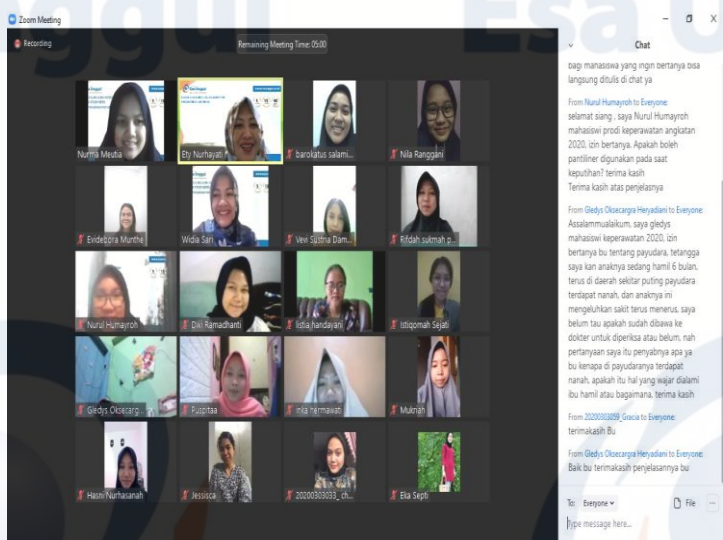 Zoom Meeting
Recording
Remaining Meeting Time: 05:00
Nurma Meutia
Ety Nurhayati
barokatus salami...
Nila Ranggani
Evidebpora Munthe
Widia Sari
Vevi Sustria Dam...
Rifdah sukmah p...
Nurul Humayroh
Diki Ramadhanti
listia handayani
Istiqomah Sejati
Gledys Oksecarg...
Puspitaa
inka hermawati
Mukriah
Hasni Nurhasanah
Jessisca
20200303033_ ch...
Eka Septi
Chat
bagi manasiswa yang ingin bertanya bisa
langsung ditulis di chat ya
From Nurul Humayroh to Everyone:
selamat siang , saya Nurul Humayroh
mahasiswi prodi keperawatan angkatan
2020, izin bertanya. Apakah boleh
pantiliner digunakan pada saat
keputihan? terima kasih
Terima kasih atas penjelasnya
From Gledys Oksecargra Heryadiani to Everyone:
Assalammualaikum, saya gledys
mahasiswi keperawatan 2020, izin
bertanya bu tentang payudara, tetangga
saya kan anaknya sedang hamil 6 bulan,
terus di daerah sekitar puting payudara
terdapat nanah, dan anaknya ini
mengeluhkan sakit terus menerus, saya
belum tau apakah sudah dibawa ke
dokter untuk diperiksa atau belum, nah
pertanyaan saya itu penyabnya apa ya
bu kenapa di payudaranya terdapat
nanah, apakah itu hal yang wajar dialami
ibu hamil atau bagaimana, terima kasih
From 20200303059_Gracia to Everyone:
terimakasih Bu
From Gledys Oksecargra Heryadiani to Everyone:
Baik bu terimakasih penjelasannya bu
To: Everyone
File
Type message here...